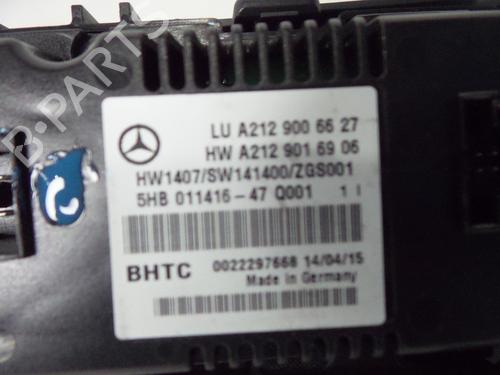 B-PARTS
LU A212 900 66 27
HW A212 901 69 06
HW1407/SW141400/ZGS001
5HB 011416-47 Q001 1 I
BHTC 0022297668 14/04/15
Made in Germany